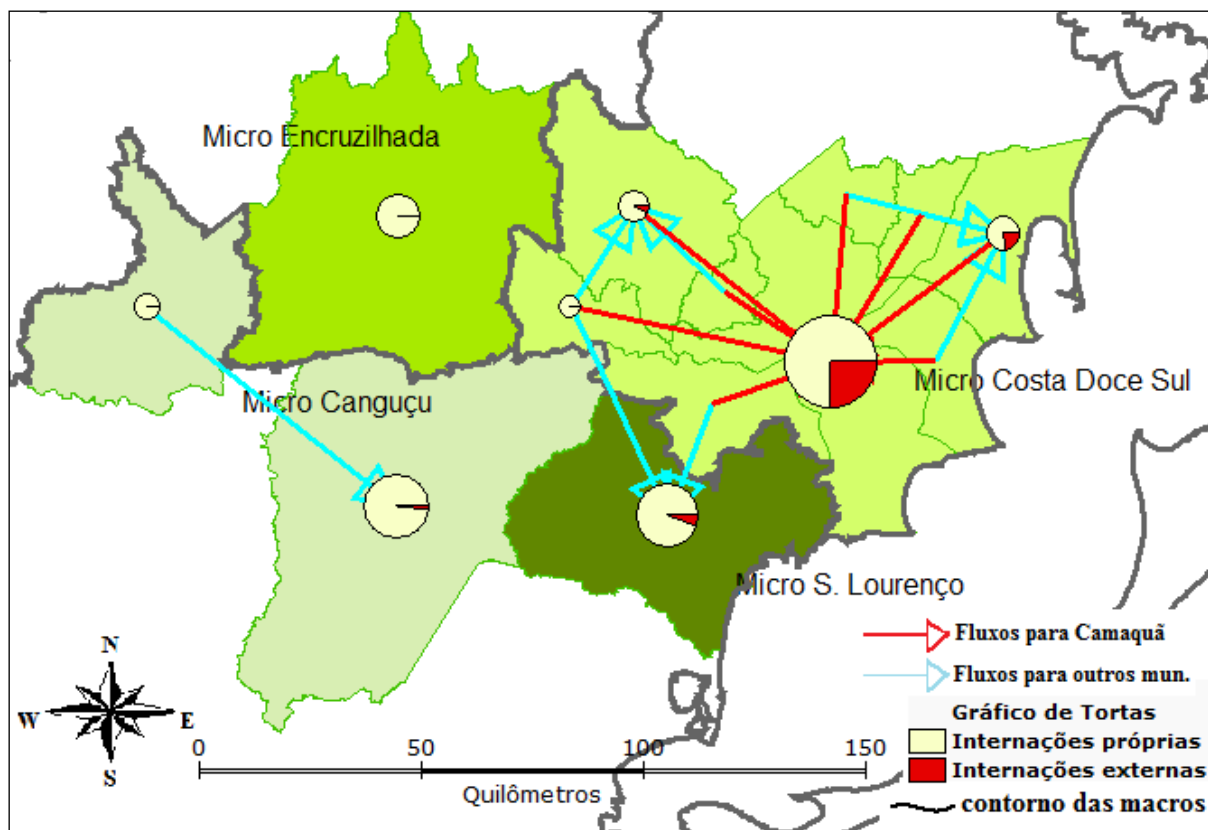 Micro Encruzilhada
Micro Canguçu
Micro Costa Doce Sul
Micro S. Lourenço
Fluxos para Camaquã
Fluxos para outros mun.
Gráfico de Tortas
Internações próprias
Internações externas
contorno das macros
N
W E
S
0 50 100 150
Quilômetros